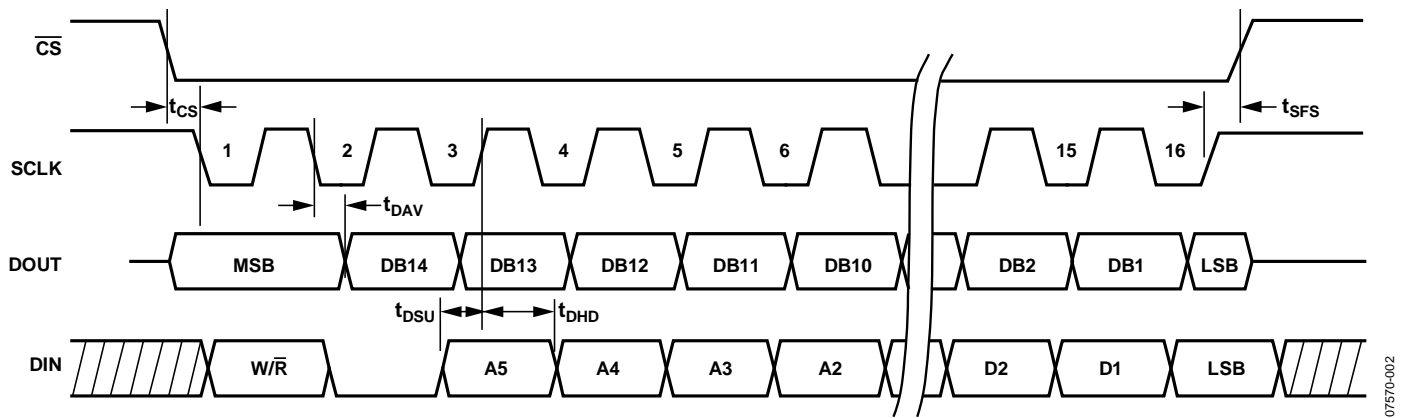 CS
tCS
tSFS
SCLK 1 2 3 4 5 6 15 16
tDAV
DOUT MSB DB14 DB13 DB12 DB11 DB10 DB2 DB1 LSB
tDSU tDHD
DIN W/R A5 A4 A3 A2 D2 D1 LSB
07570-002